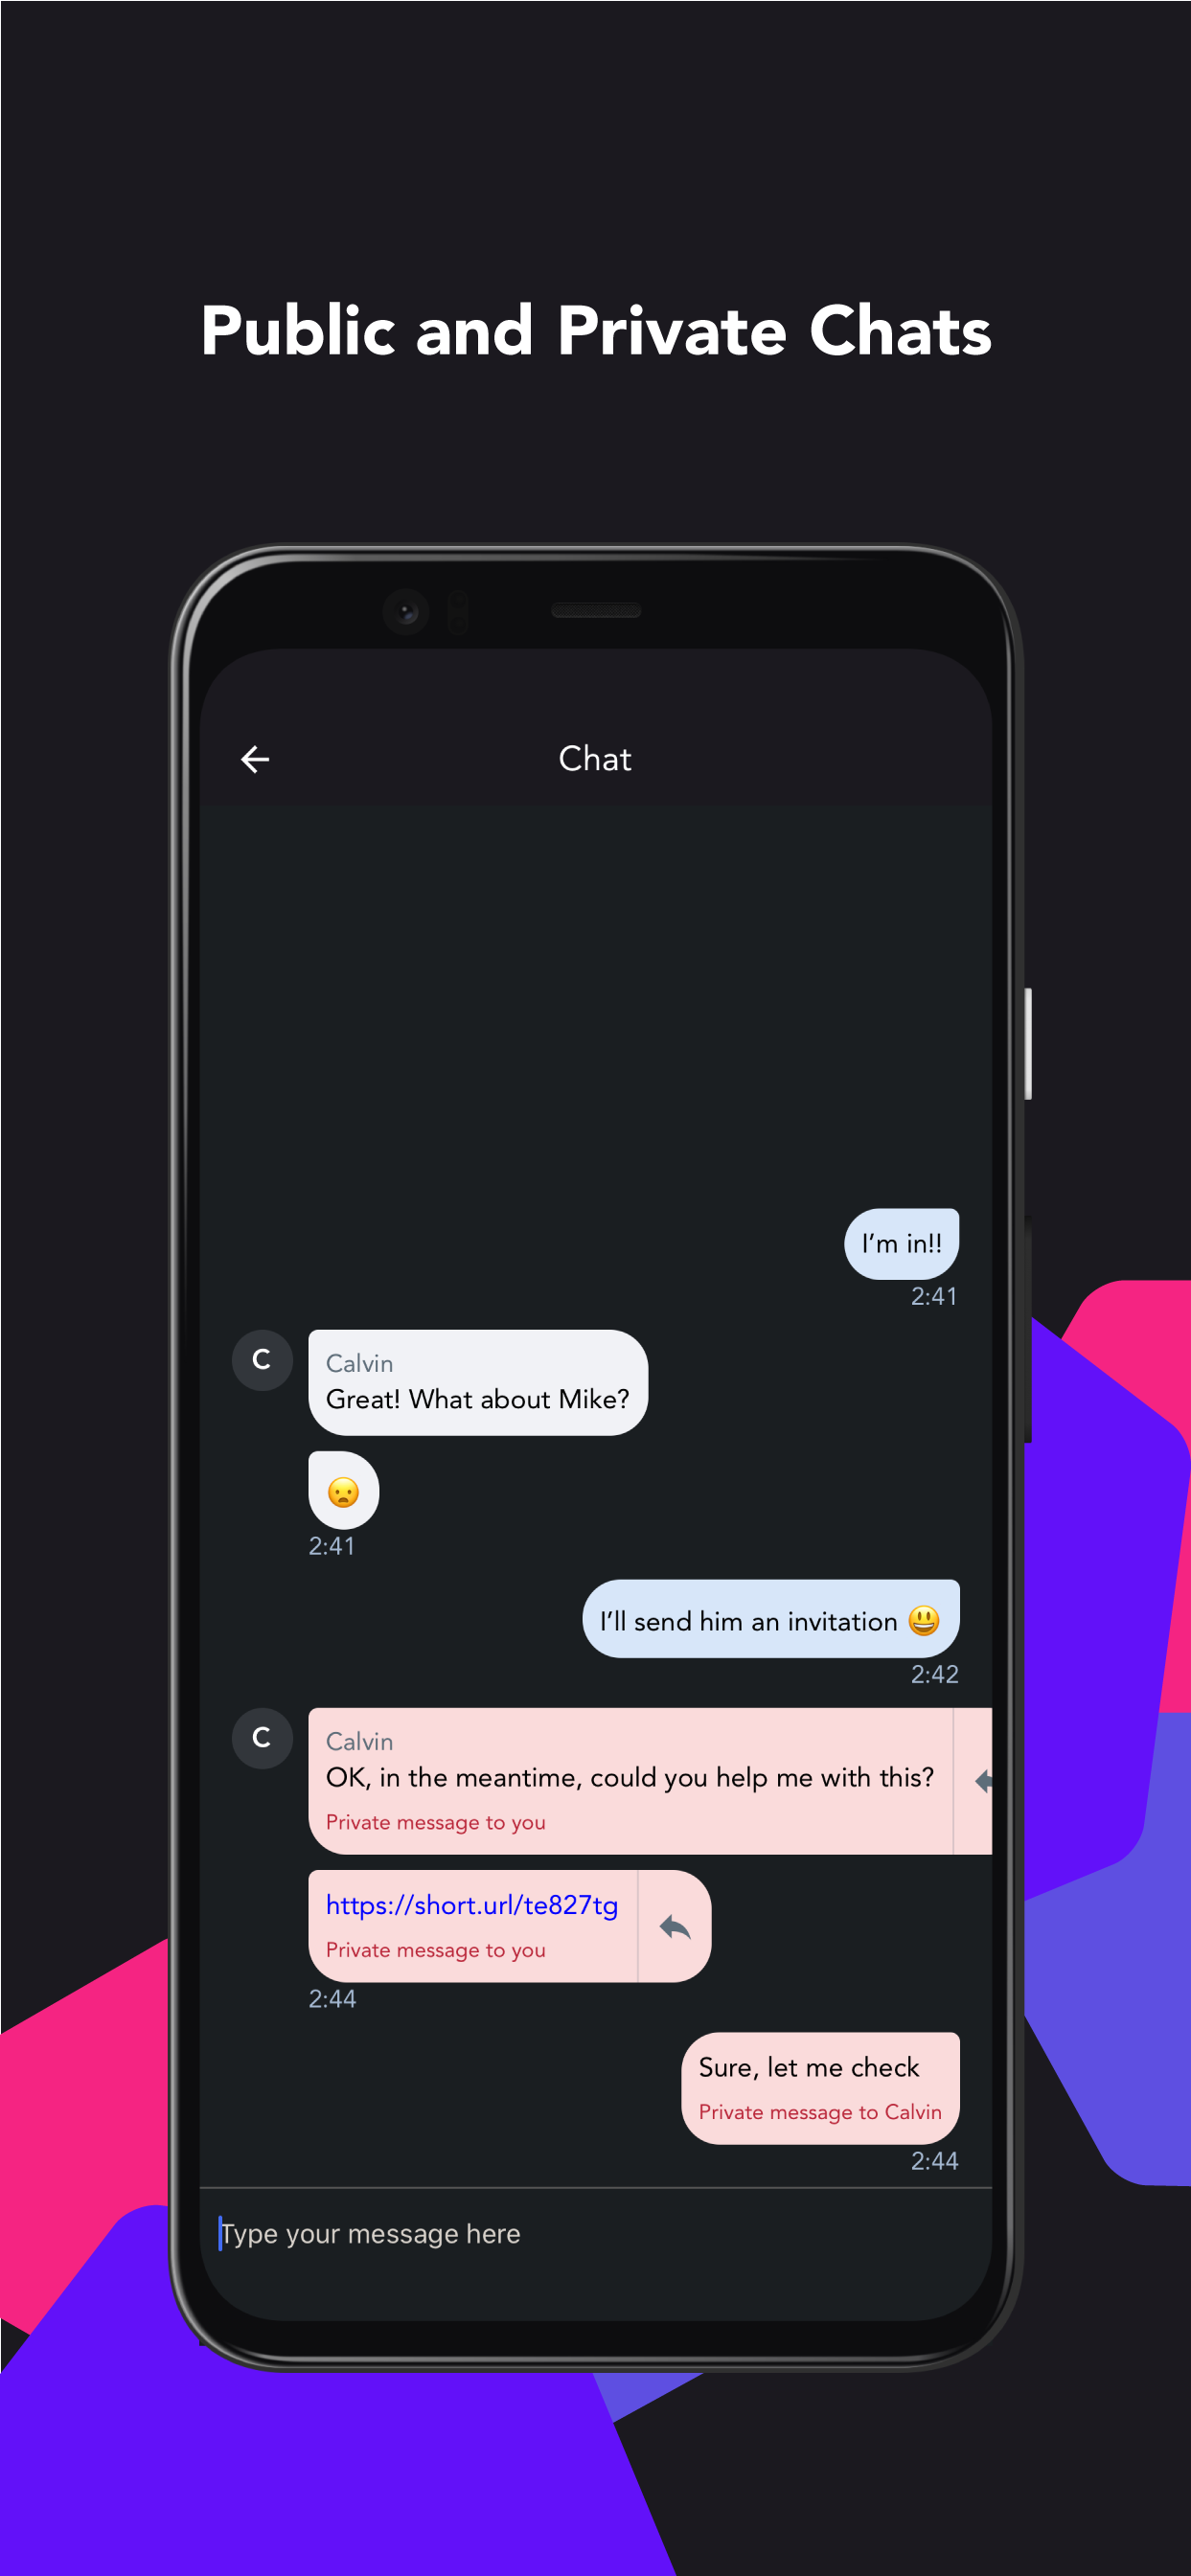 Public and Private Chats
Chat
I’m in!!
2:41
C
Calvin
Great! What about Mike?
😦
2:41
I’ll send him an invitation 😃
2:42
C
Calvin
OK, in the meantime, could you help me with this?
Private message to you
https://short.url/te827tg
Private message to you
2:44
Sure, let me check
Private message to Calvin
2:44
Type your message here